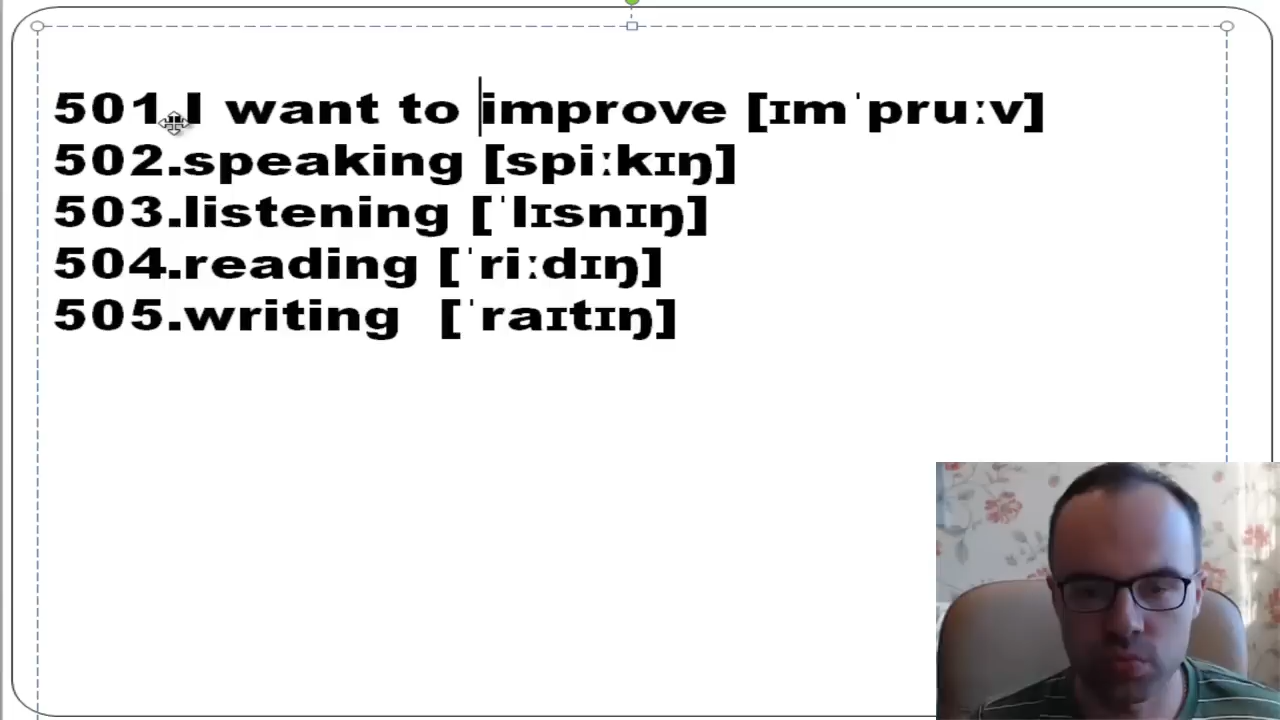 501.I want to improve [ɪmˈpruːv]
502.speaking [spiːkɪŋ]
503.listening [ˈlɪsnɪŋ]
504.reading [ˈriːdɪŋ]
505.writing  [ˈraɪtɪŋ]